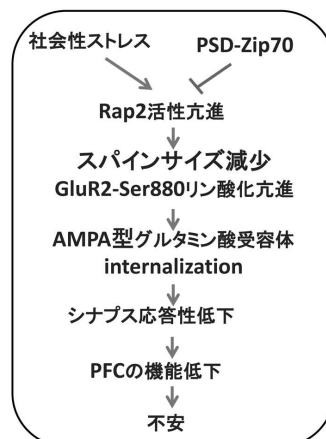 社会性ストレス
PSD-Zip70
Rap2活性亢進
スパインサイズ減少
GluR2-Ser880リン酸化亢進
AMPA型グルタミン酸受容体
internalization
シナプス応答性低下
PFCの機能低下
不安